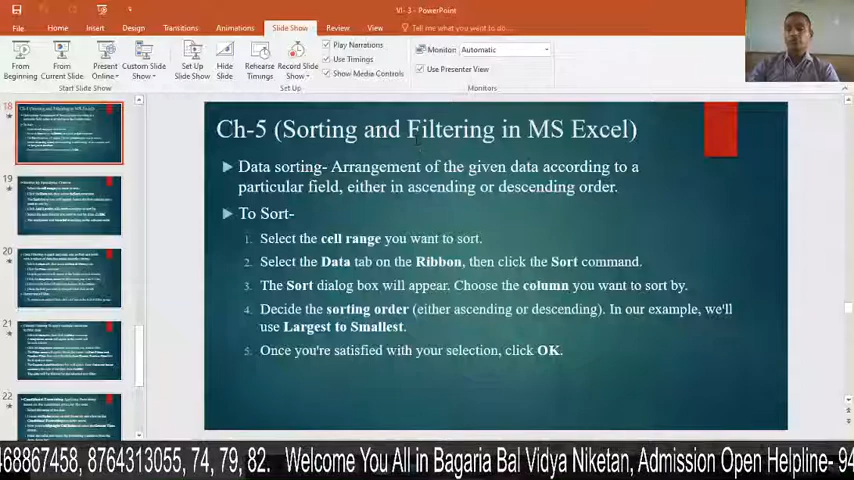 VI- 3 - PowerPoint
File Home Insert Design Transitions Animations Slide Show Review View Tell me what you want to do...
From Beginning
From Current Slide
Present Online
Custom Slide Show
Set Up Slide Show
Hide Slide
Rehearse Timings
Record Slide Show
Play Narrations
Use Timings
Show Media Controls
Monitor: Automatic
Use Presenter View
Start Slide Show
Set Up
Monitors
18
19
20
21
22
Ch-5 (Sorting and Filtering in MS Excel)
Data sorting- Arrangement of the given data according to a
particular field, either in ascending or descending order.
To Sort-
1. Select the cell range you want to sort.
2. Select the Data tab on the Ribbon, then click the Sort command.
3. The Sort dialog box will appear. Choose the column you want to sort by.
4. Decide the sorting order (either ascending or descending). In our example, we'll
use Largest to Smallest.
5. Once you're satisfied with your selection, click OK.
468867458, 8764313055, 74, 79, 82. Welcome You All in Bagaria Bal Vidya Niketan, Admission Open Helpline- 94